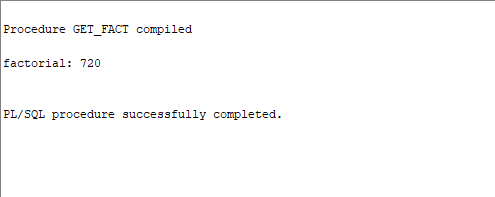 Procedure GET_FACT compiled
factorial: 720
PL/SQL procedure successfully completed.